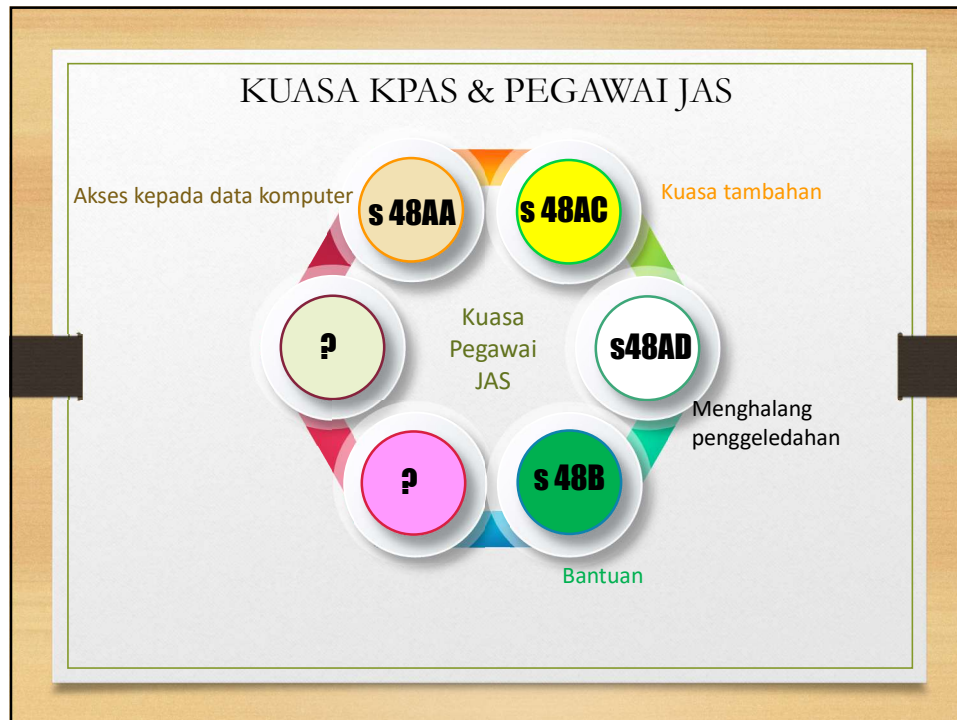 KUASA KPAS & PEGAWAI JAS
Akses kepada data komputer
s 48AA
s 48AC
Kuasa tambahan
?
Kuasa
Pegawai
JAS
s48AD
Menghalang
penggeledahan
?
s 48B
Bantuan